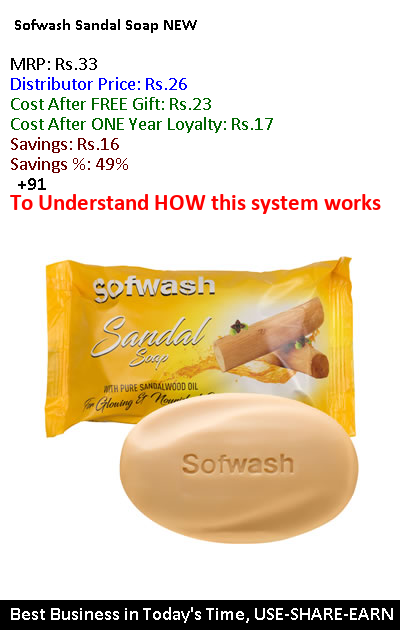 Sofwash Sandal Soap NEW
MRP: Rs.33
Distributor Price: Rs.26
Cost After FREE Gift: Rs.23
Cost After ONE Year Loyalty: Rs.17
Savings: Rs.16
Savings %: 49%
+91
To Understand HOW this system works
Sofwash
Sandal
Soap
WITH PURE SANDALWOOD OIL
For Glowing &
Sofwash
Best Business in Today's Time, USE-SHARE-EARN